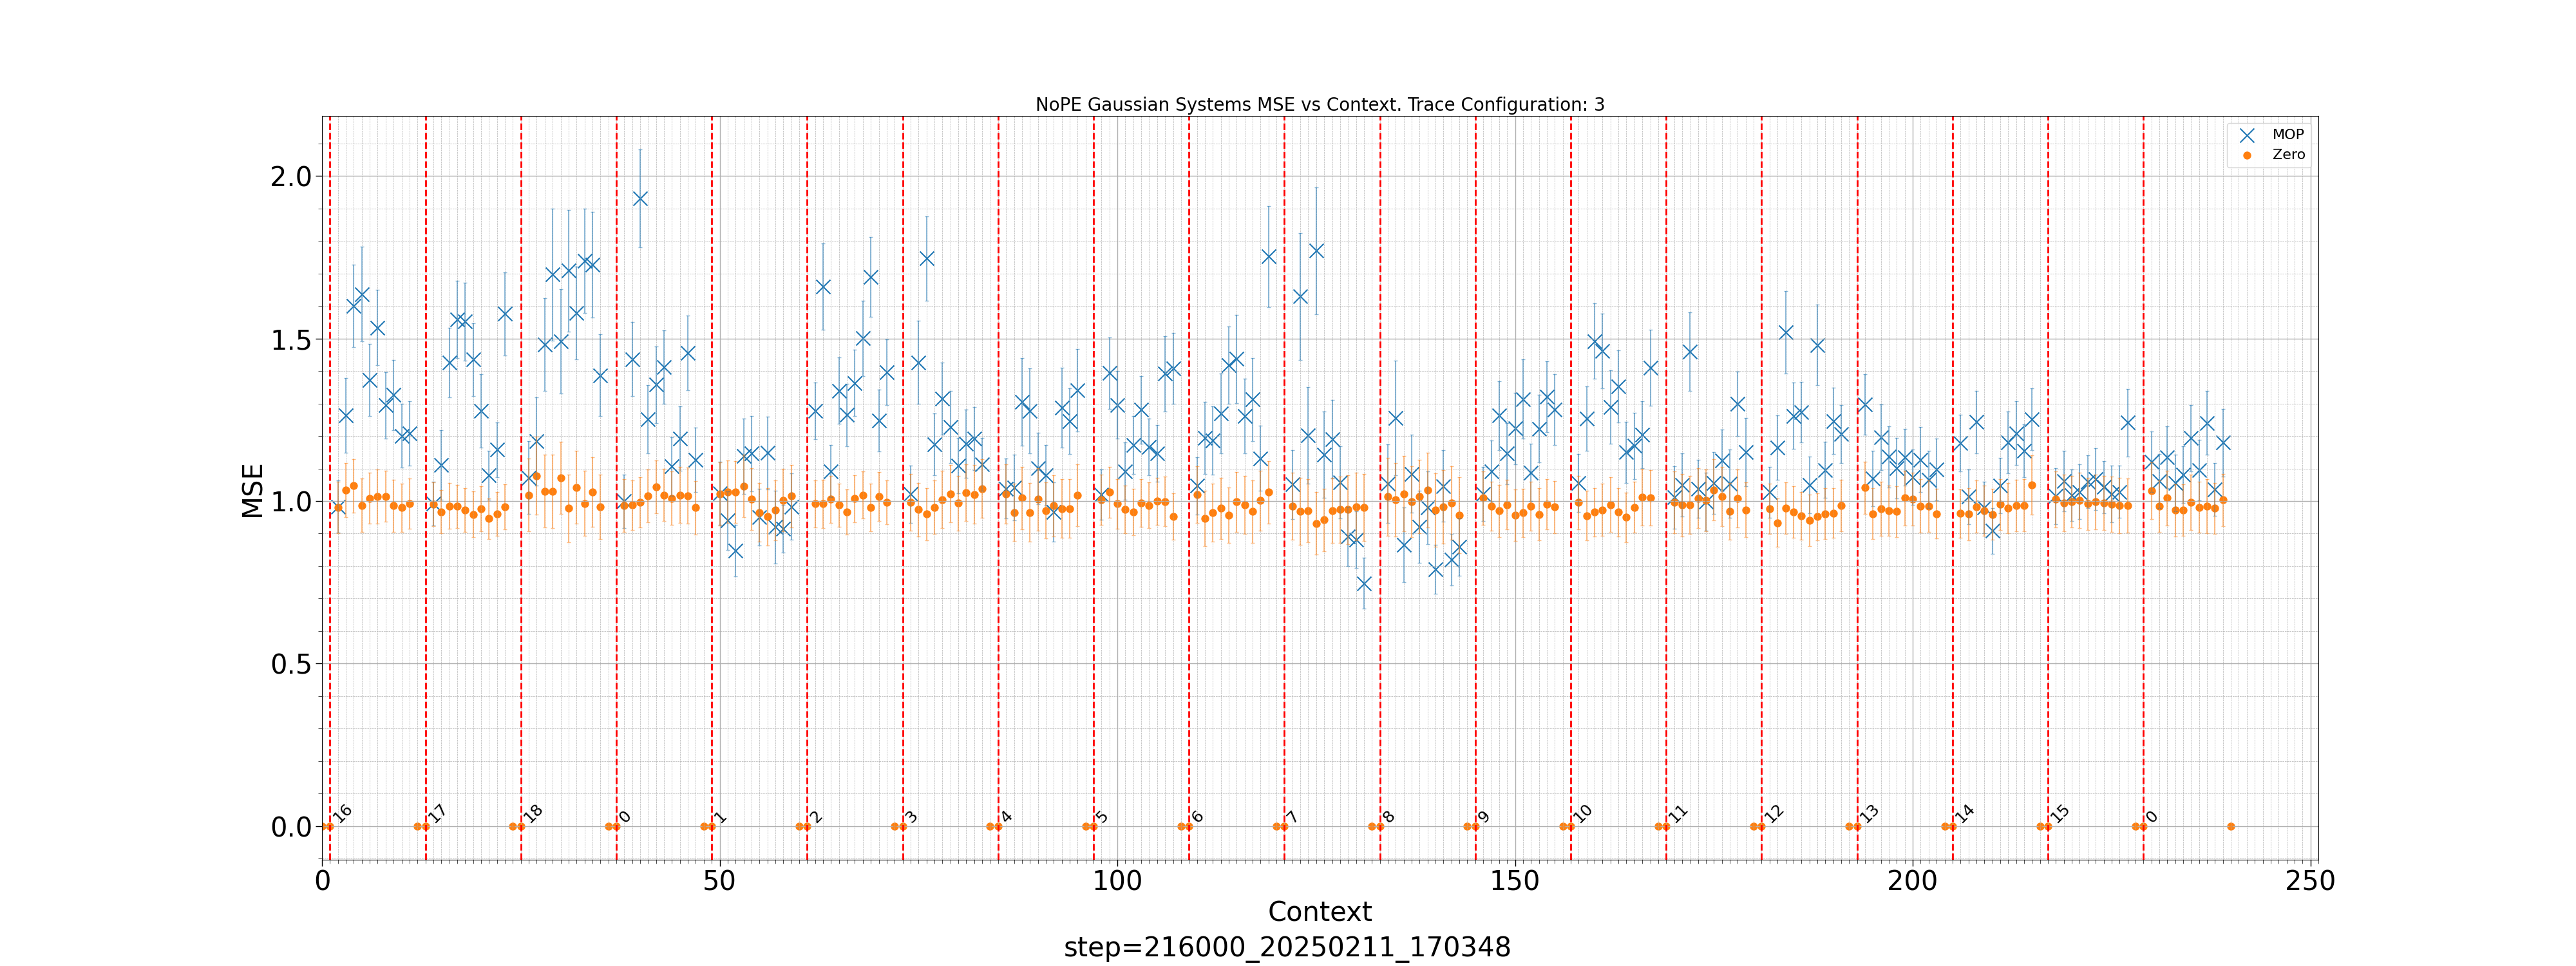 NoPE Gaussian Systems MSE vs Context. Trace Configuration: 3
MOP
Zero
2.0
1.5
1.0
0.5
0.0
MSE
16 17 18 0 1 2 3 4 5 6 7 8 9 10 11 12 13 14 15 0
0 50 100 150 200 250
Context
step=216000_20250211_170348